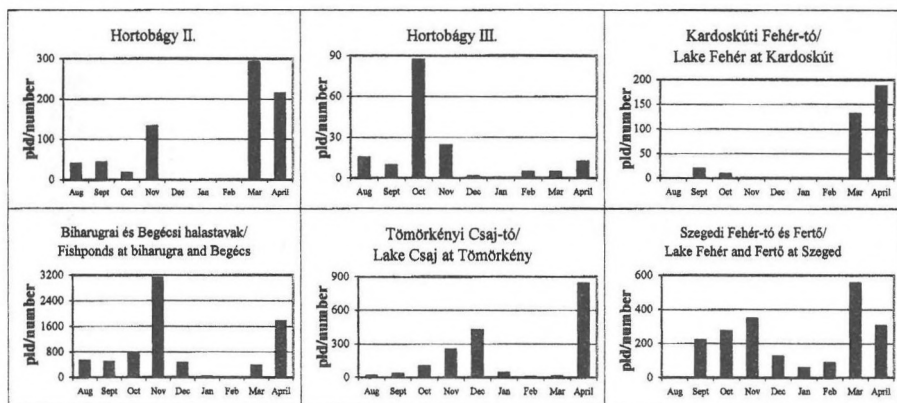 Hortobágy II.
pld/number
300
200
100
0
Aug Sept Oct Nov Dec Jan Feb Mar April
Hortobágy III.
pld/number
90
60
30
0
Aug Sept Oct Nov Dec Jan Feb Mar April
Kardoskúti Fehér-tó/
Lake Fehér at Kardoskút
pld/number
200
150
100
50
0
Aug Sept Oct Nov Dec Jan Feb Mar April
Biharugrai és Begécsi halastavak/
Fishponds at biharugra and Begécs
pld/number
3200
2400
1600
800
0
Aug Sept Oct Nov Dec Jan Feb Mar April
Tömörkényi Csaj-tó/
Lake Csaj at Tömörkény
pld/number
900
600
300
0
Aug Sept Oct Nov Dec Jan Feb Mar April
Szegedi Fehér-tó és Fertő/
Lake Fehér and Fertő at Szeged
pld/number
600
400
200
0
Aug Sept Oct Nov Dec Jan Feb Mar April